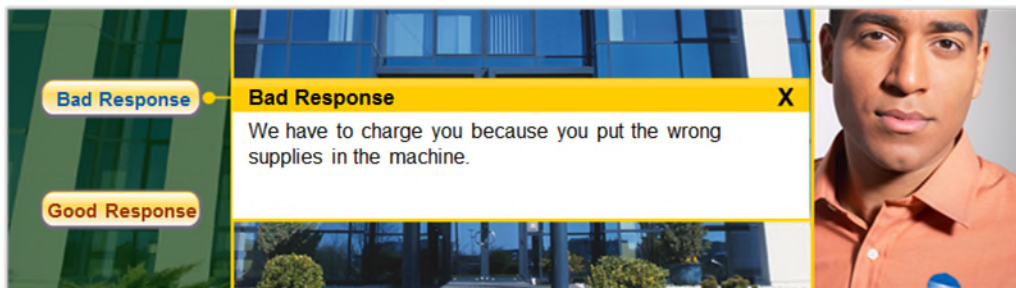 Bad Response
Bad Response X
We have to charge you because you put the wrong
supplies in the machine.
Good Response